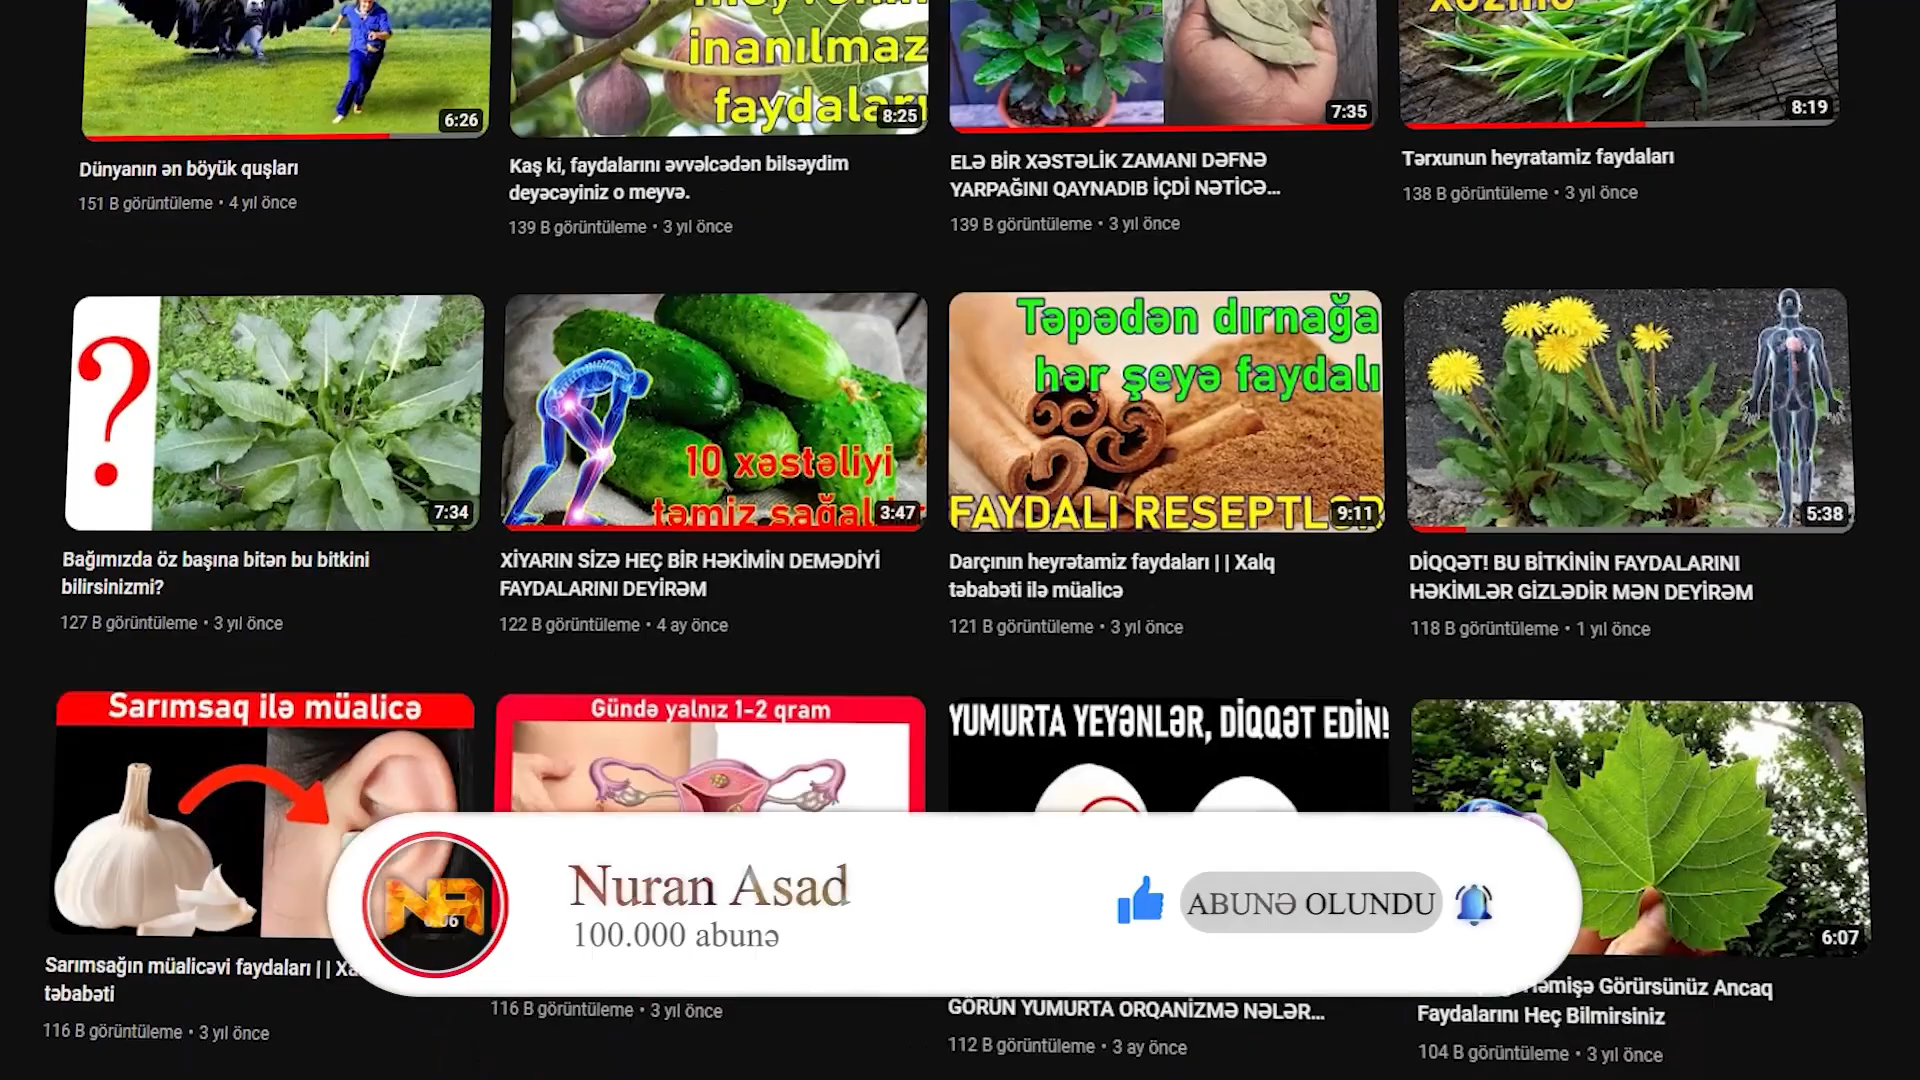 inanılmaz
faydaları
6:26
8:25
7:35
8:19
Dünyanın ən böyük quşları
151 B görüntüleme • 4 yıl önce
Kaş ki, faydalarını əvvəlcədən bilsəydim
deyəcəyiniz o meyvə.
139 B görüntüleme • 3 yıl önce
ELƏ BİR XƏSTƏLİK ZAMANI DƏFNƏ
YARPAĞINI QAYNADIB İÇDİ NƏTİCƏ...
139 B görüntüleme • 3 yıl önce
Tərxunun heyratamiz faydaları
138 B görüntüleme • 3 yıl önce
?
7:34
10 xəstəliyi
təmiz
3:47
Təpədən dırnağa
hər şeyə faydalı
FAYDALI RESEPTLƏR
9:11
5:38
Bağımızda öz başına bitən bu bitkini
bilirsinizmi?
127 B görüntüleme • 3 yıl önce
XİYARIN SİZƏ HEÇ BİR HƏKİMİN DEMƏDİYİ
FAYDALARINI DEYİRƏM
122 B görüntüleme • 4 ay önce
Darçının heyrətamiz faydaları | | Xalq
təbabəti ilə müalicə
121 B görüntüleme • 3 yıl önce
DİQQƏT! BU BİTKİNİN FAYDALARINI
HƏKİMLƏR GİZLƏDİR MƏN DEYİRƏM
118 B görüntüleme • 1 yıl önce
Sarımsaq ilə müalicə
Gündə yalnız 1-2 qram
YUMURTA YEYƏNLƏR, DİQQƏT EDİN!
6:07
NA
Nuran Asad
100.000 abunə
ABUNƏ OLUNDU
Sarımsağın müalicəvi faydaları | |
təbabəti
116 B görüntüleme • 3 yıl önce
116 B görüntüleme • 3 yıl önce
GÖRÜN YUMURTA ORQANİZMƏ NƏLƏR...
112 B görüntüleme • 3 ay önce
Görürsünüz Ancaq
Faydalarını Heç Bilmirsiniz
104 B görüntüleme • 3 yıl önce